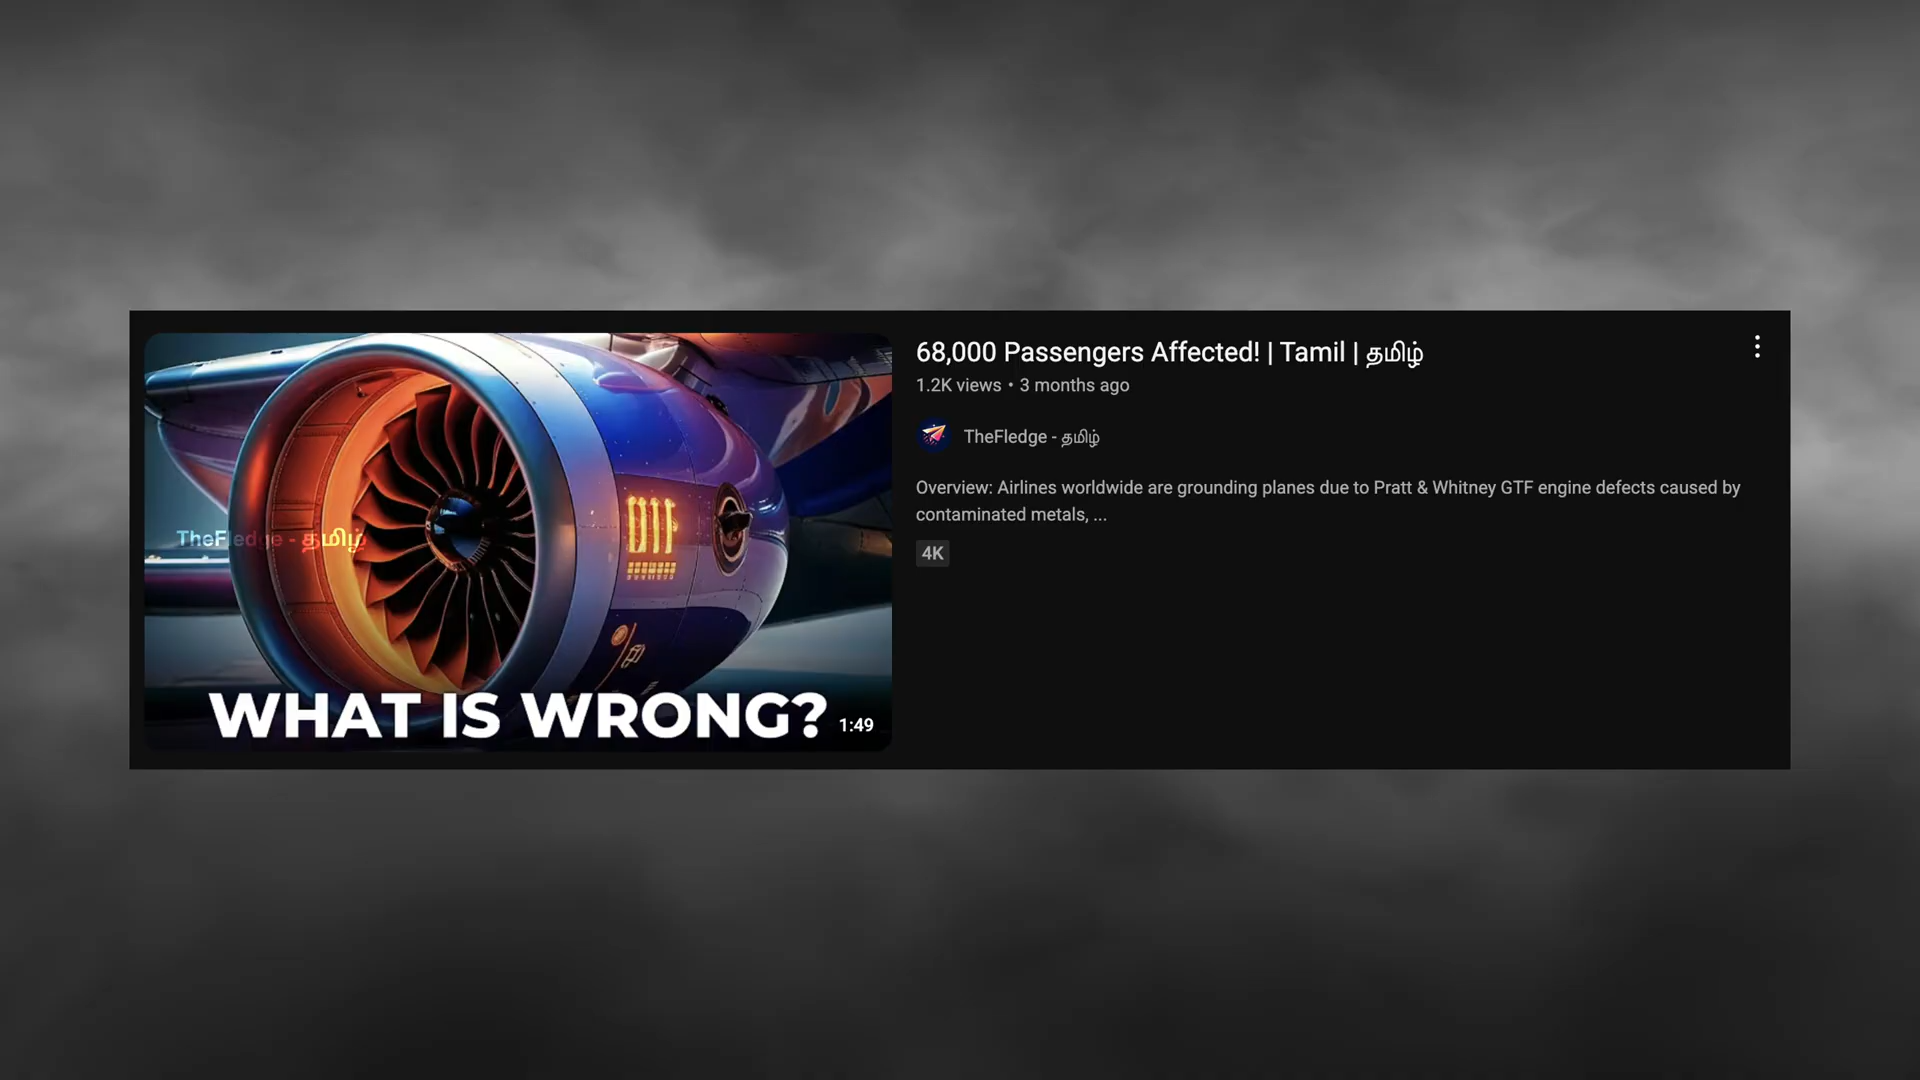 68,000 Passengers Affected! | Tamil | தமிழ்
1.2K views • 3 months ago
TheFledge - தமிழ்
Overview: Airlines worldwide are grounding planes due to Pratt & Whitney GTF engine defects caused by
contaminated metals, ...
4K
TheFledge - தமிழ்
WHAT IS WRONG?
1:49